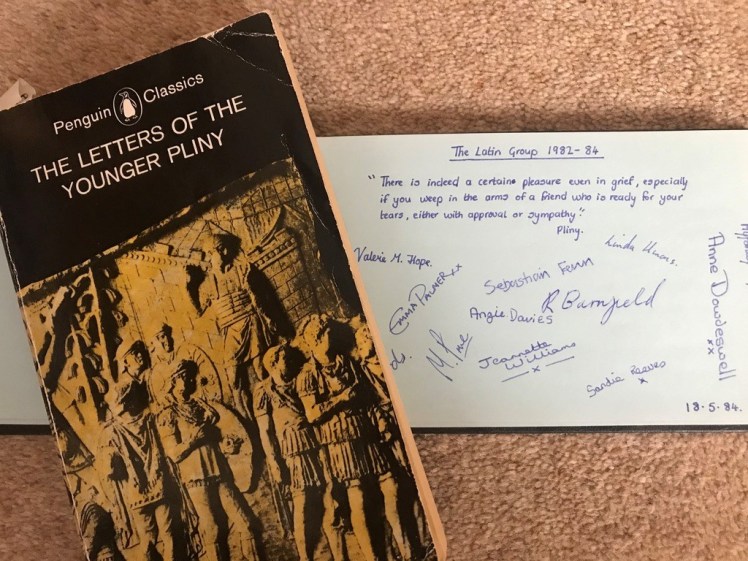 Penguin Classics
THE LETTERS OF THE
YOUNGER PLINY
The Latin Group 1982-84
"There is indeed a certaine pleasure even in grief, especially
if you weep in the arms of a friend who is ready for your
tears, either with approval or sympathy".
Pliny.
Valerie M. Hope.
Linda
EMMA PALMER xx
Sebastian Fenn
Angie Davies
R Burnfield
Anne Dowdeswell
xx
Jeannette
Williams
x
Sandie Reeves
x
18.5.84.